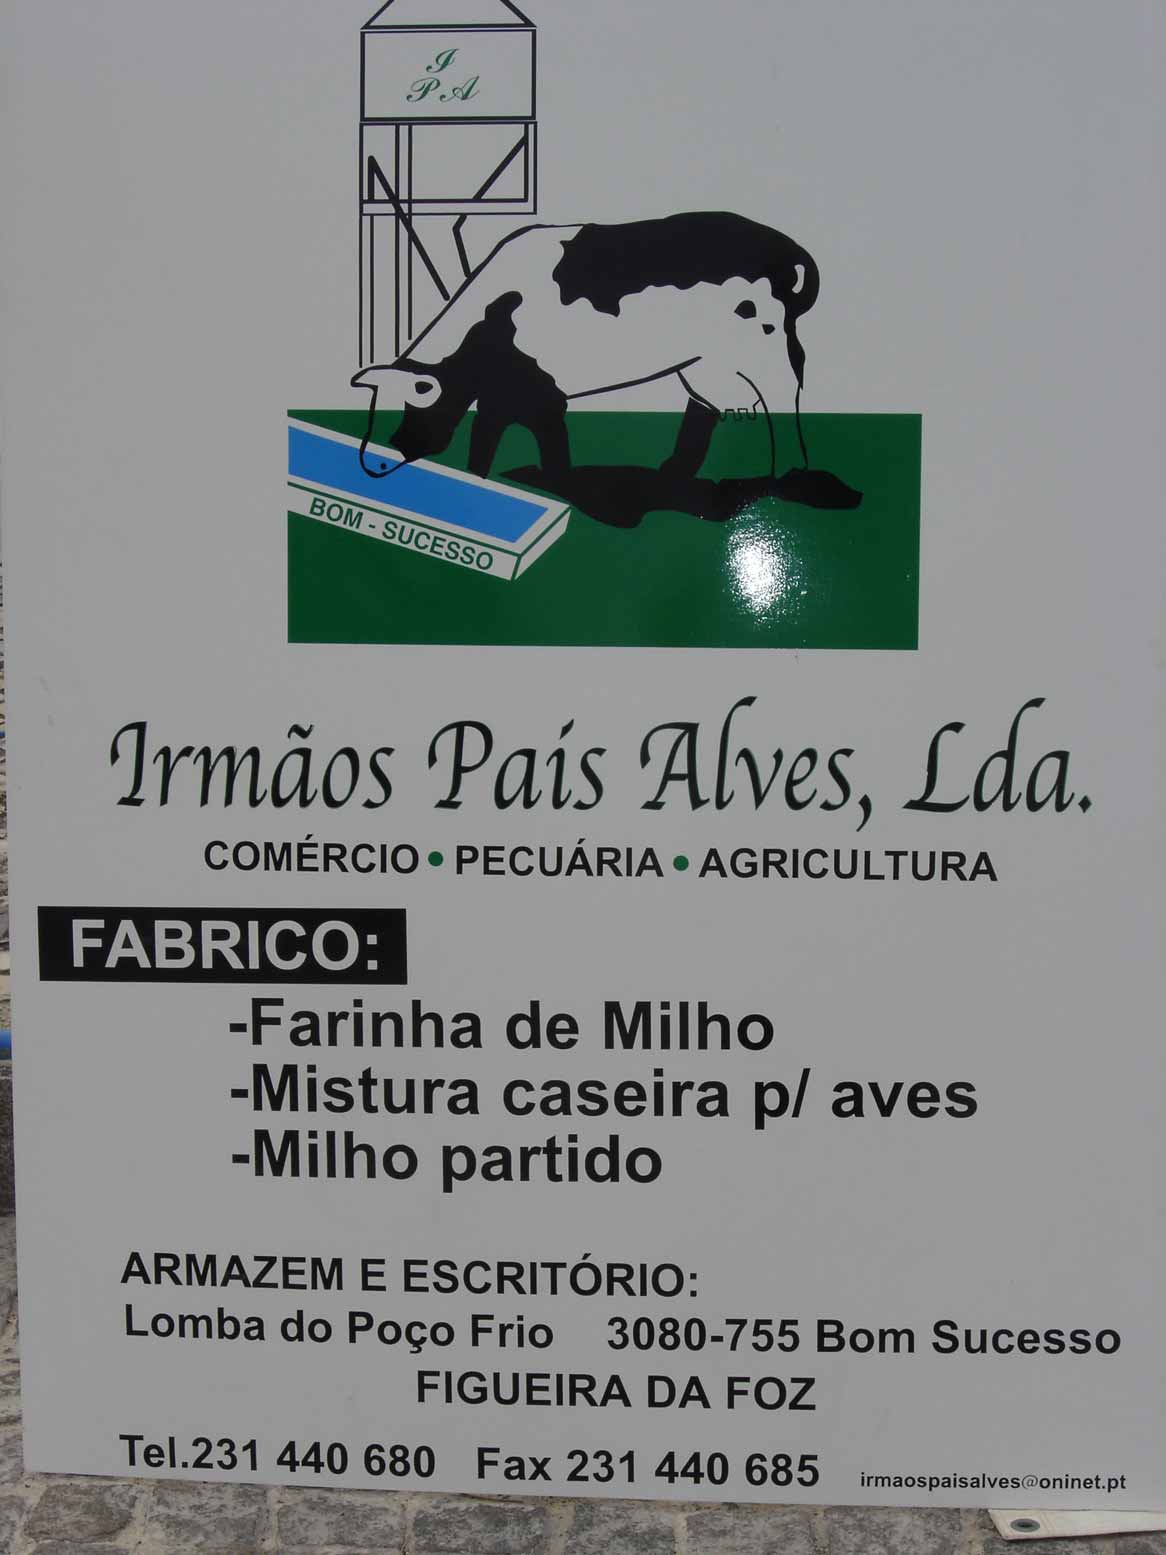 I
P A
BOM - SUCESSO
Irmãos Pais Alves, Lda.
COMÉRCIO • PECUÁRIA • AGRICULTURA
FABRICO:
-Farinha de Milho
-Mistura caseira p/ aves
-Milho partido
ARMAZEM E ESCRITÓRIO:
Lomba do Poço Frio 3080-755 Bom Sucesso
FIGUEIRA DA FOZ
Tel.231 440 680 Fax 231 440 685 irmaospaisalves@oninet.pt